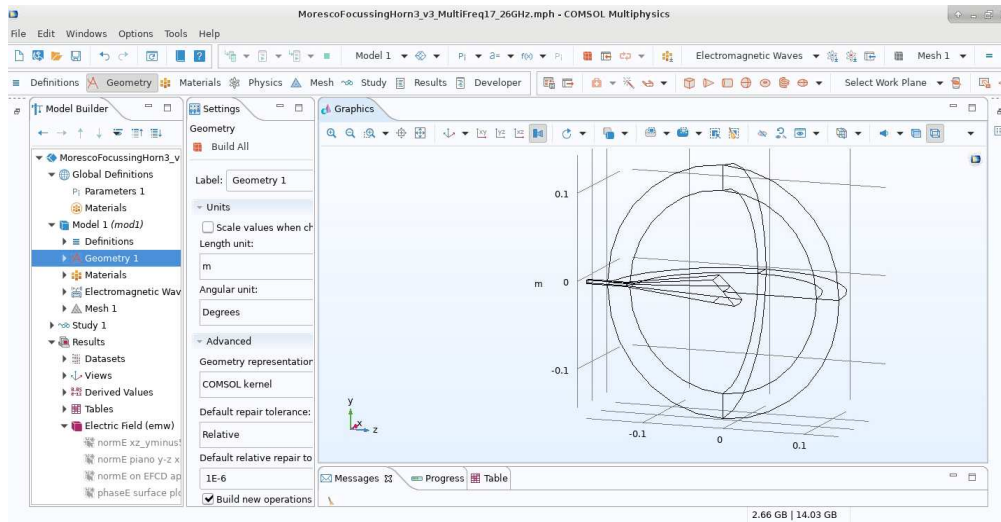 MorescoFocussingHorn3_v3_MultiFreq17_26GHz.mph - COMSOL Multiphysics
File Edit Windows Options Tools Help
Model 1 Pi a= f(x) Pi Electromagnetic Waves Mesh 1 =
Definitions Geometry Materials Physics Mesh Study Results Developer Select Work Plane
Model Builder
MorescoFocussingHorn3_v
Global Definitions
Pi Parameters 1
Materials
Model 1 (mod1)
Definitions
Geometry 1
Materials
Electromagnetic Wav
Mesh 1
Study 1
Results
Datasets
Views
Derived Values
Tables
Electric Field (emw)
normE xz_yminus
normE piano y-z x
normE on EFCD ap
phaseE surface plo
Settings
Geometry
Build All
Label: Geometry 1
Units
Scale values when ch
Length unit:
m
Angular unit:
Degrees
Advanced
Geometry representation
COMSOL kernel
Default repair tolerance:
Relative
Default relative repair to
1E-6
Build new operations
Graphics
xy yz xz
0.1
m 0
-0.1
-0.1
0
0.1
y
x
z
Messages Progress Table
2.66 GB | 14.03 GB